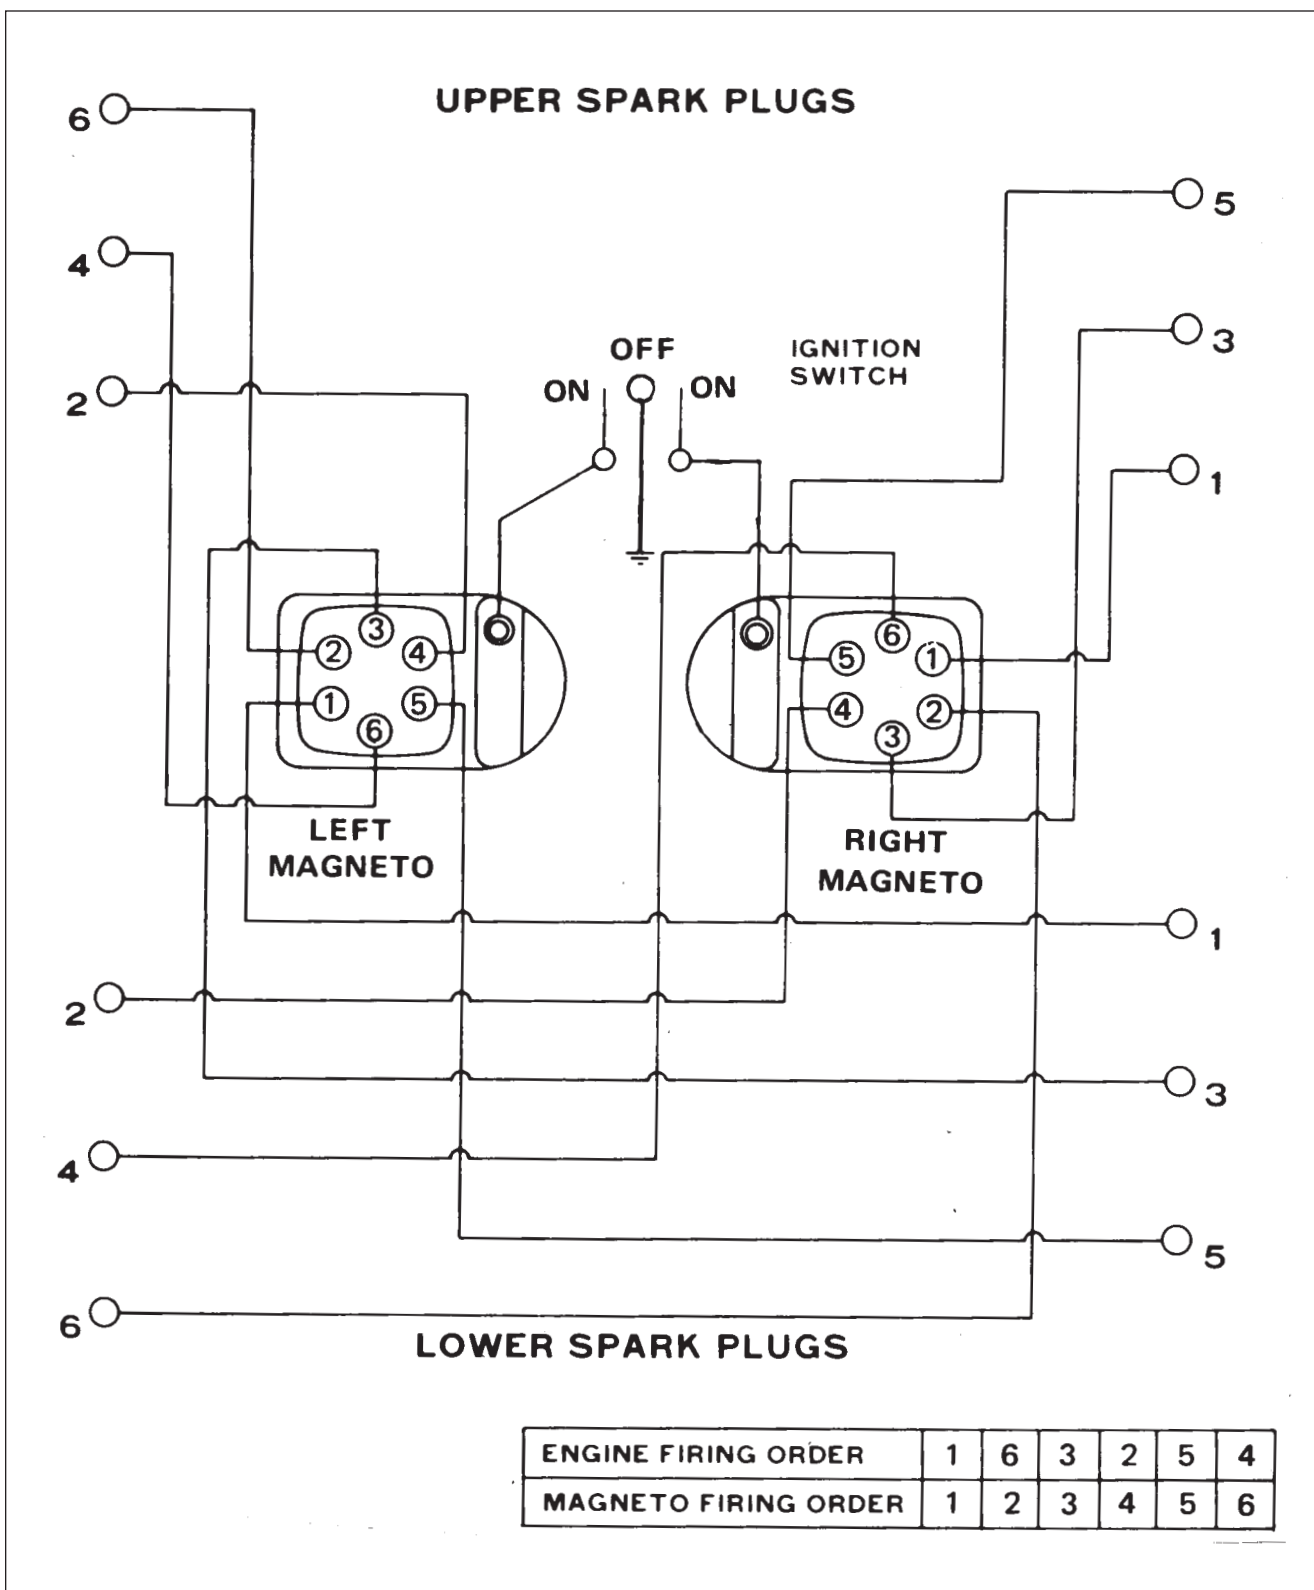 UPPER SPARK PLUGS
6
5
4
3
OFF
IGNITION
SWITCH
ON
ON
2
1
3
2
4
1
5
6
6
5
1
4
2
3
LEFT
MAGNETO
RIGHT
MAGNETO
1
2
3
4
5
6
LOWER SPARK PLUGS
ENGINE FIRING ORDER 1 6 3 2 5 4
MAGNETO FIRING ORDER 1 2 3 4 5 6